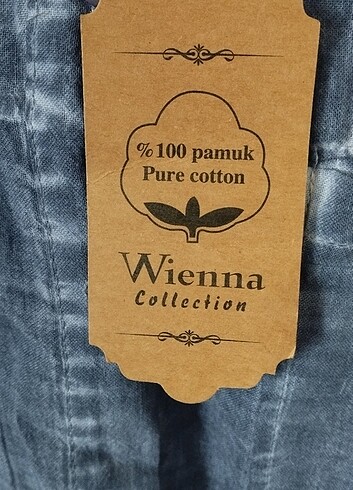 %100 pamuk
Pure cotton
Wienna
Collection